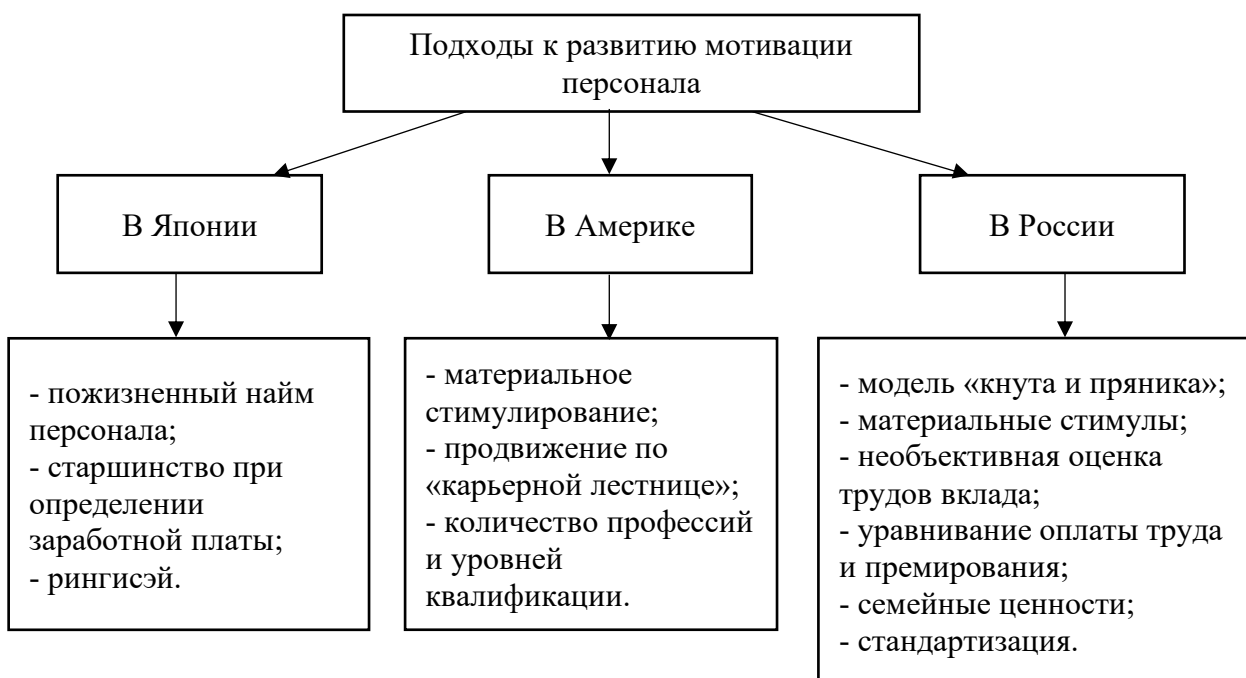 Подходы к развитию мотивации
персонала
В Японии
В Америке
В России
- пожизненный найм
персонала;
- старшинство при
определении
заработной платы;
- рингисэй.
- материальное
стимулирование;
- продвижение по
«карьерной лестнице»;
- количество профессий
и уровней
квалификации.
- модель «кнута и пряника»;
- материальные стимулы;
- необъективная оценка
трудов вклада;
- уравнивание оплаты труда
и премирования;
- семейные ценности;
- стандартизация.